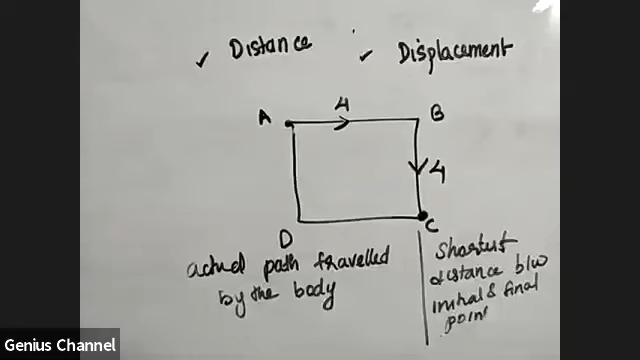 ✓ Distance
✓ Displacement
A
4
B
4
C
D
actual path travelled
by the body
Shortest
distance b/w
initial & final
point
Genius Channel